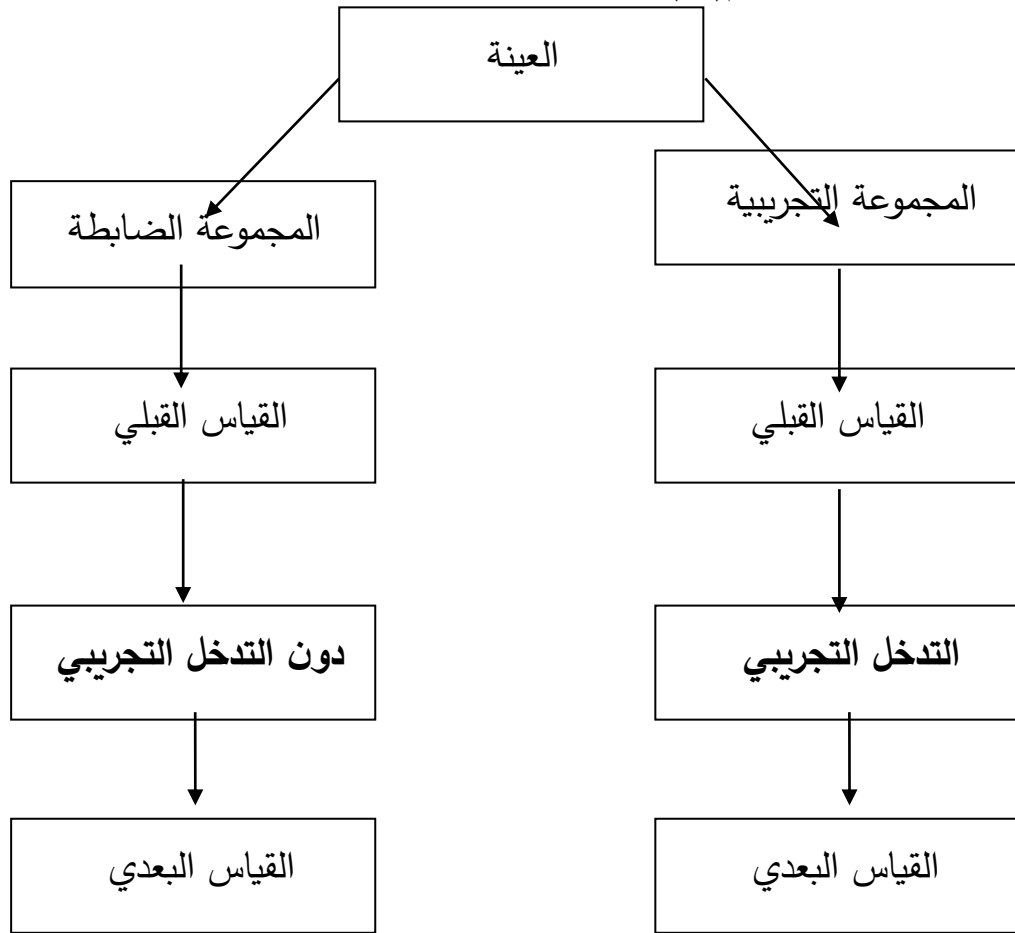 العينة
المجموعة التجريبية
المجموعة الضابطة
القياس القبلي
القياس القبلي
التدخل التجريبي
دون التدخل التجريبي
القياس البعدي
القياس البعدي